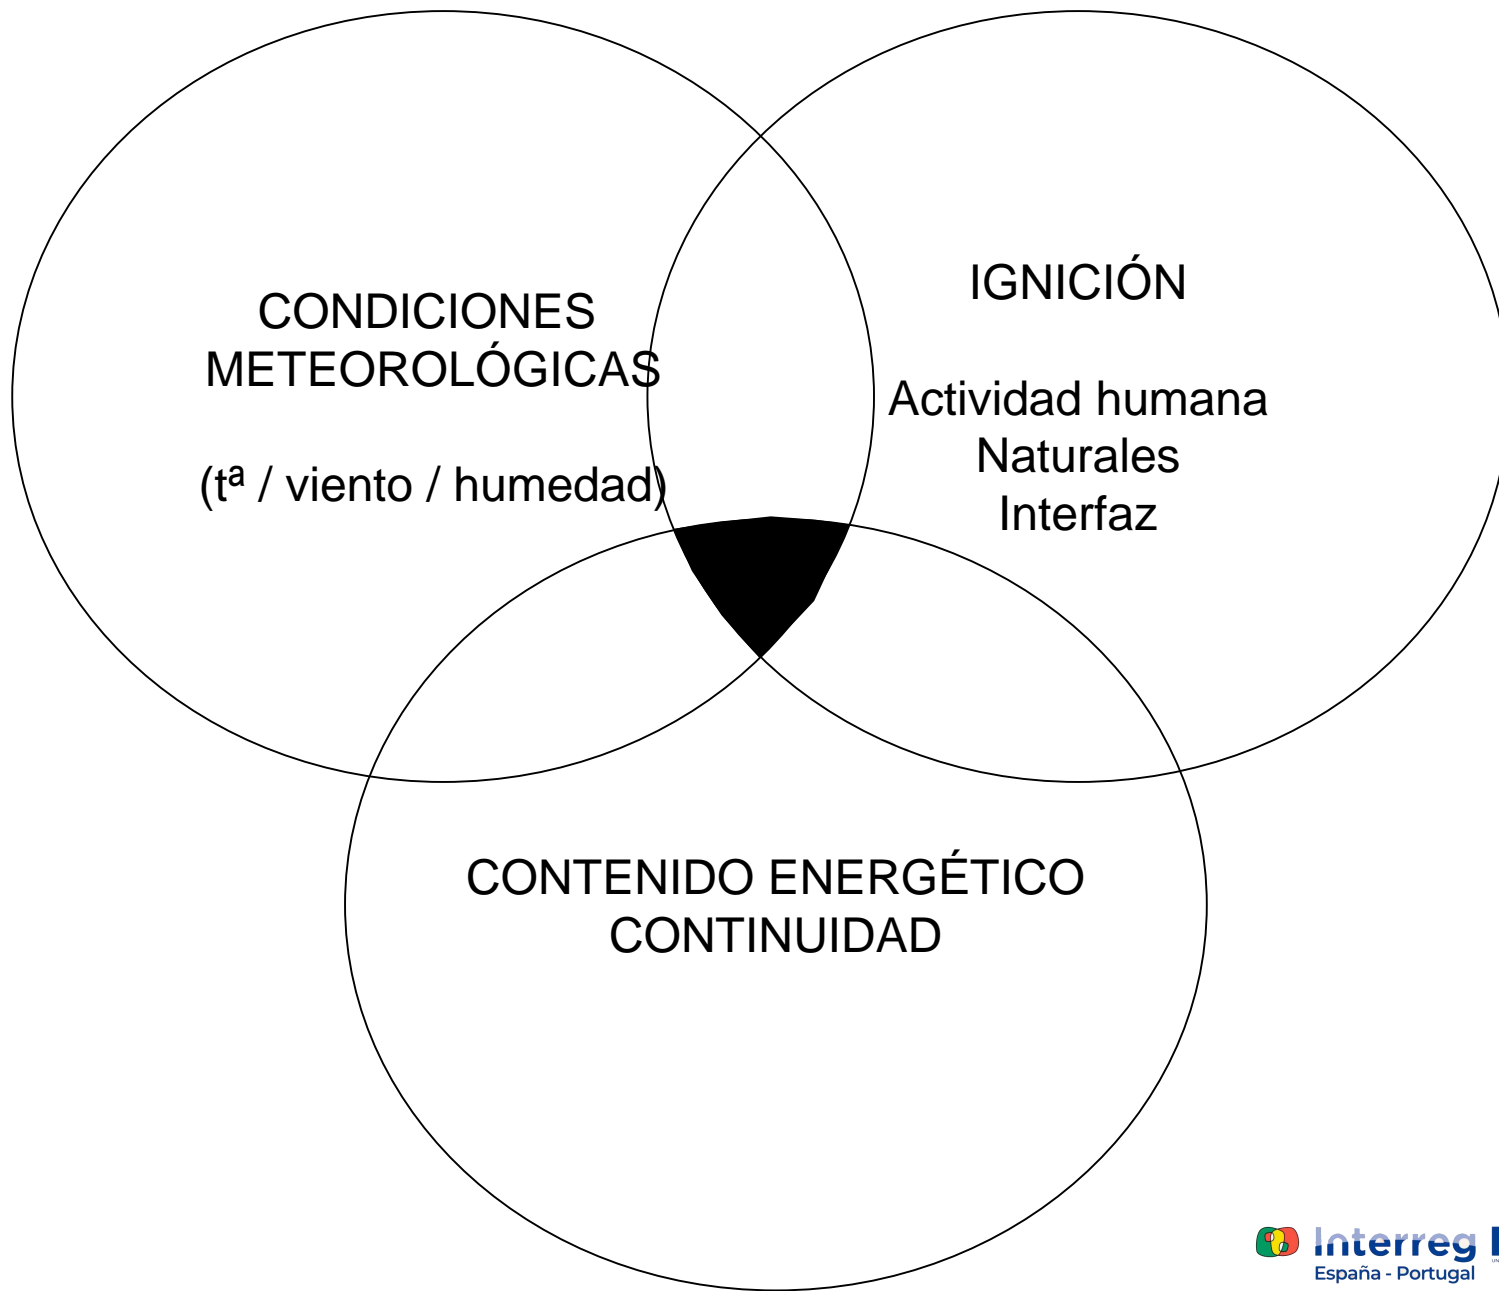 CONDICIONES
METEOROLÓGICAS
(tª / viento / humedad)
IGNICIÓN
Actividad humana
Naturales
Interfaz
CONTENIDO ENERGÉTICO
CONTINUIDAD
Interreg
España - Portugal